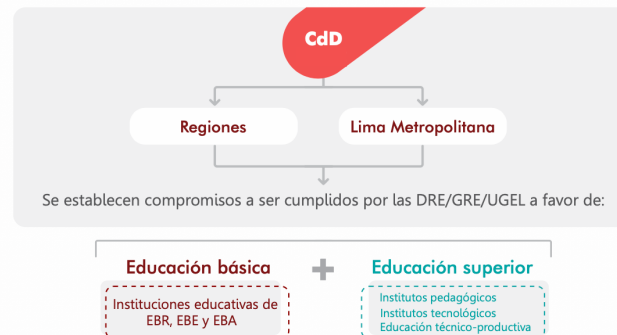 CdD
Regiones
Lima Metropolitana
Se establecen compromisos a ser cumplidos por las DRE/GRE/UGEL a favor de:
Educación básica
+
Educación superior
Instituciones educativas de
EBR, EBE y EBA
Institutos pedagógicos
Institutos tecnológicos
Educación técnico-productiva